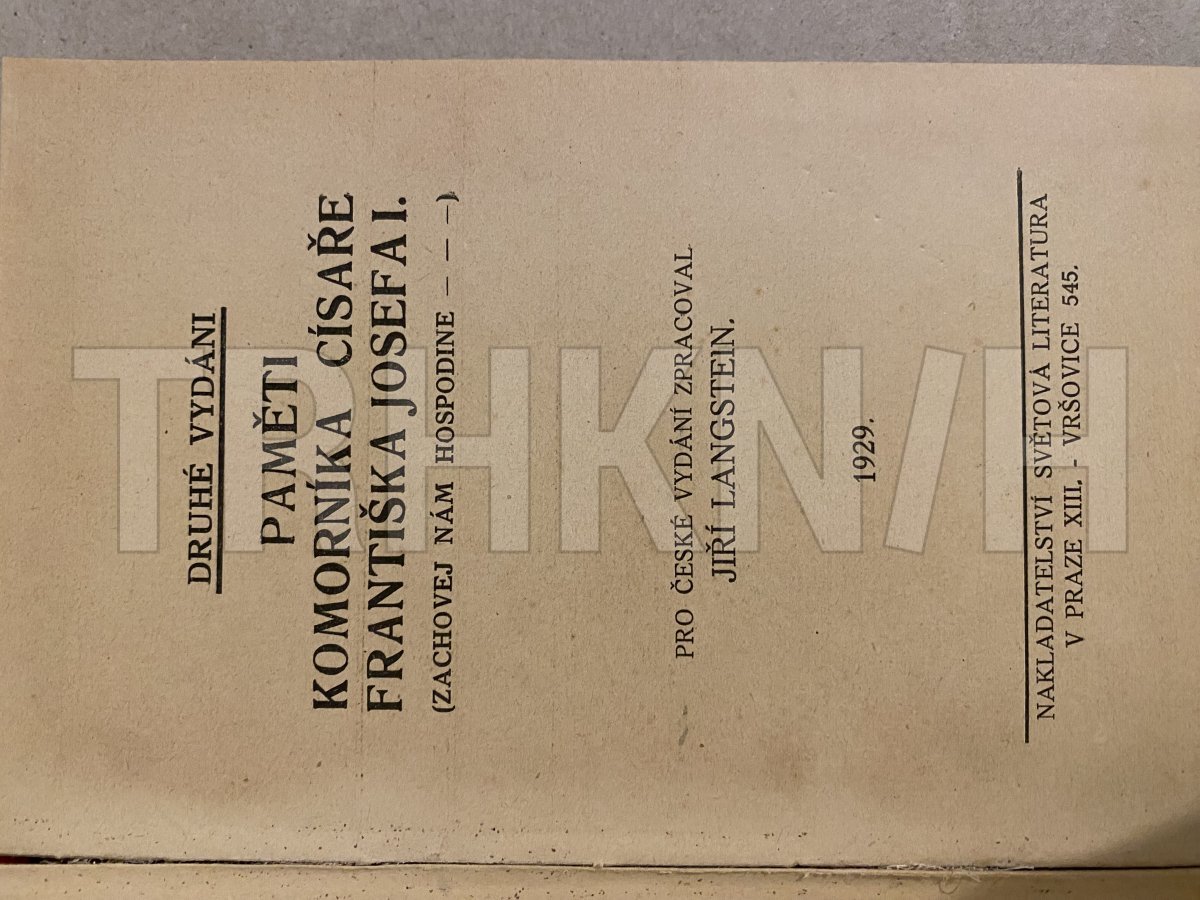 DRUHÉ VYDÁNI
PAMĚTI
KOMORNÍKA CÍSAŘE
FRANTIŠKA JOSEFA I.
(ZACHOVEJ NÁM HOSPODINE — — — —)
PRO ČESKÉ VYDÁNÍ ZPRACOVAL
JIŘÍ LANGSTEIN.
1929.
NAKLADATELSTVÍ SVĚTOVÁ LITERATURA
V PRAZE XIII. - VRŠOVICE 545.
TRHKNIH